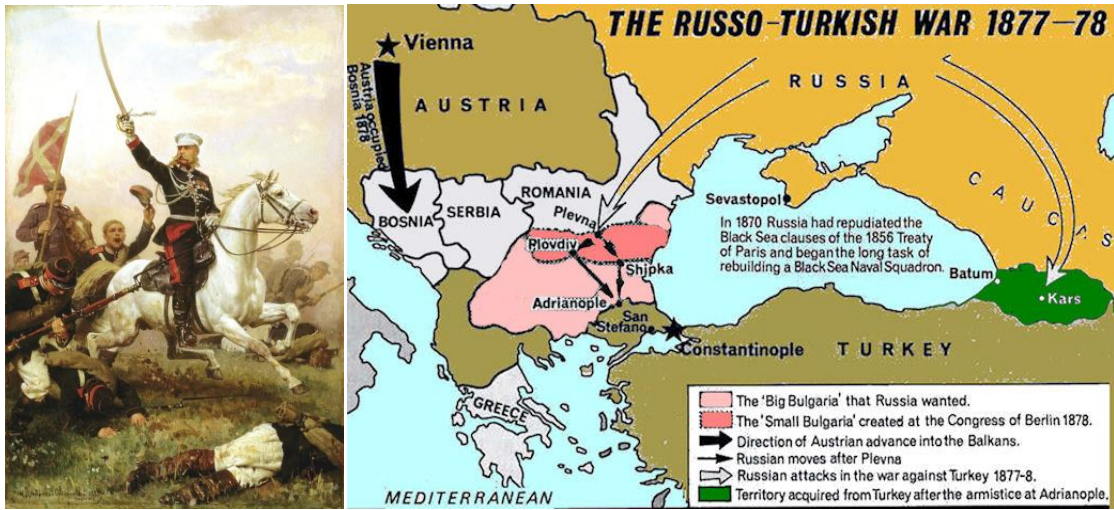 THE RUSSO-TURKISH WAR 1877–78
Vienna
Austria occupied
Bosnia 1878
AUSTRIA
RUSSIA
CAUCAS
ROMANIA
BOSNIA
SERBIA
Plevna
Plovdiv
Shipka
Adrianople
San
Stefano
Constantinople
Sevastopol
In 1870 Russia had repudiated the
Black Sea clauses of the 1856 Treaty
of Paris and began the long task of
rebuilding a Black Sea Naval Squadron.
Batum
Kars
TURKEY
GREECE
MEDITERRANEAN
The 'Big Bulgaria' that Russia wanted.
The 'Small Bulgaria' created at the Congress of Berlin 1878.
Direction of Austrian advance into the Balkans.
Russian moves after Plevna
Russian attacks in the war against Turkey 1877-8.
Territory acquired from Turkey after the armistice at Adrianople.